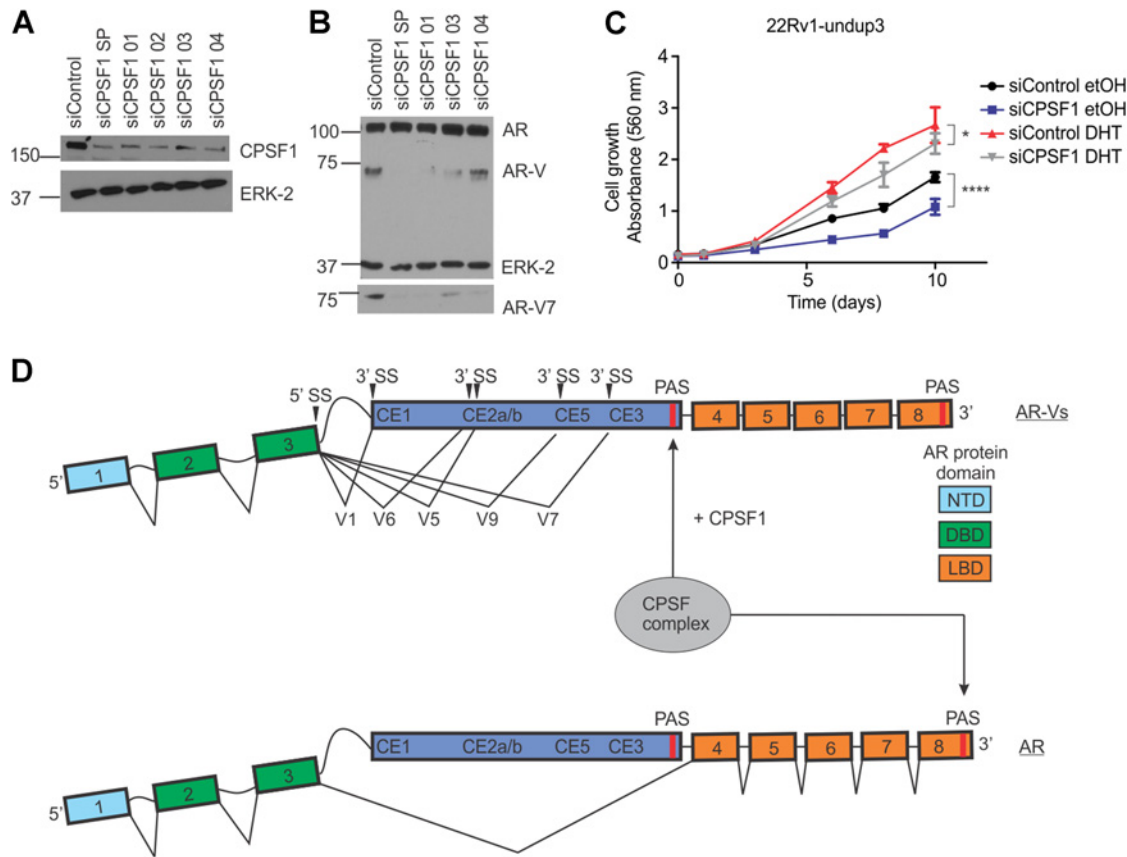 A
siControl
siCPSF1 SP
siCPSF1 01
siCPSF1 02
siCPSF1 03
siCPSF1 04
150
CPSF1
37
ERK-2
B
siControl
siCPSF1 SP
siCPSF1 01
siCPSF1 03
siCPSF1 04
100
AR
75
AR-V
37
ERK-2
75
AR-V7
C
22Rv1-undup3
Cell growth
Absorbance (560 nm)
4
3
2
1
0
0 5 10
Time (days)
siControl etOH
siCPSF1 etOH
siControl DHT
siCPSF1 DHT
*
****
D
5' SS
3' SS 3' SS 3' SS 3' SS
PAS PAS
5' 1 2 3 CE1 CE2a/b CE5 CE3 4 5 6 7 8 3' AR-Vs
V1 V6 V5 V9 V7
+ CPSF1
AR protein
domain
NTD
DBD
LBD
CPSF
complex
PAS PAS
5' 1 2 3 CE1 CE2a/b CE5 CE3 4 5 6 7 8 3' AR